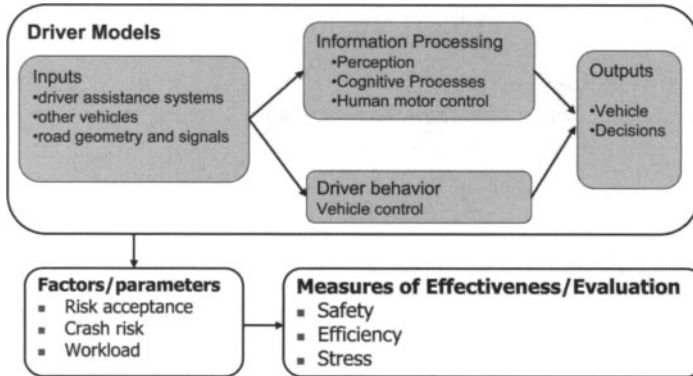 Driver Models
Inputs
•driver assistance systems
•other vehicles
•road geometry and signals
Information Processing
•Perception
•Cognitive Processes
•Human motor control
Driver behavior
Vehicle control
Outputs
•Vehicle
•Decisions
Factors/parameters
■ Risk acceptance
■ Crash risk
■ Workload
Measures of Effectiveness/Evaluation
■ Safety
■ Efficiency
■ Stress